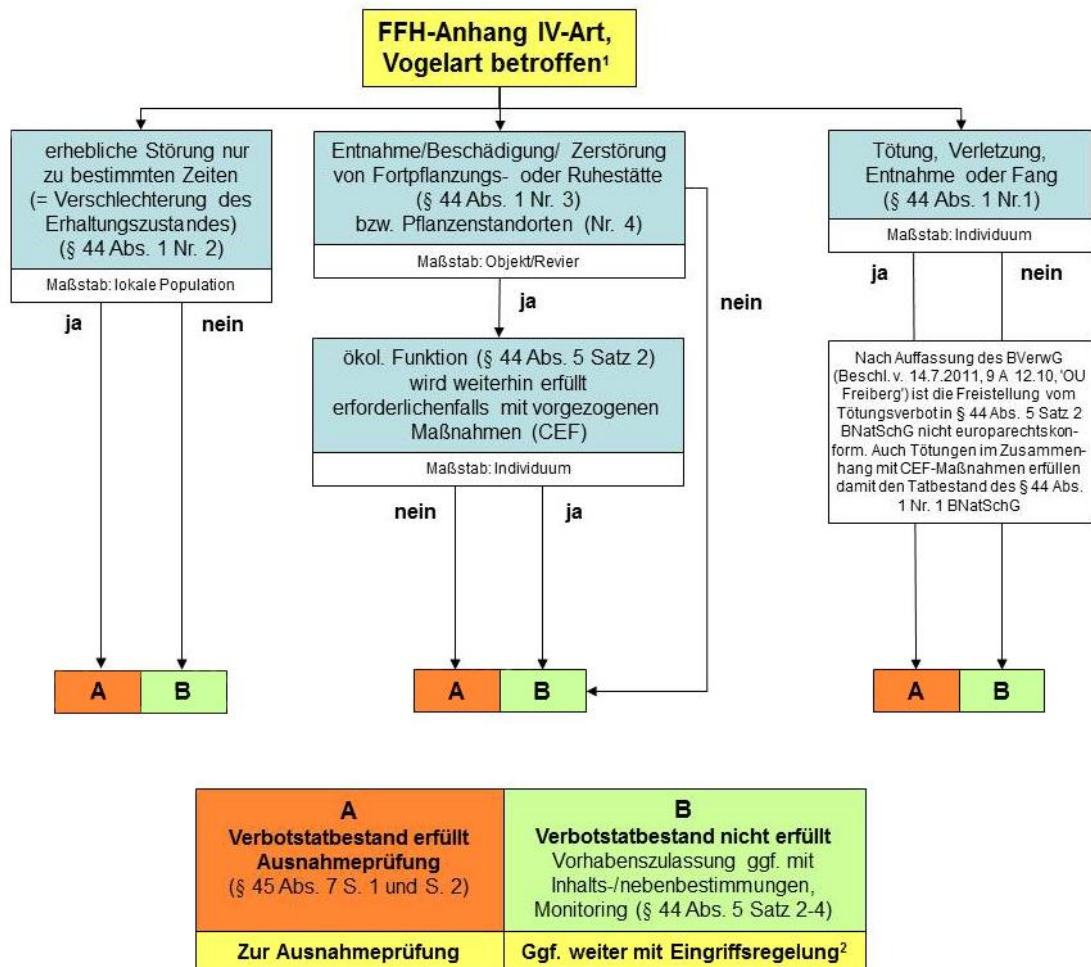 FFH-Anhang IV-Art,
Vogelart betroffen¹
erhebliche Störung nur
zu bestimmten Zeiten
(= Verschlechterung des
Erhaltungszustandes)
(§ 44 Abs. 1 Nr. 2)
Maßstab: lokale Population
ja
nein
Entnahme/Beschädigung/ Zerstörung
von Fortpflanzungs- oder Ruhestätte
(§ 44 Abs. 1 Nr. 3)
bzw. Pflanzenstandorten (Nr. 4)
Maßstab: Objekt/Revier
ja
nein
ökol. Funktion (§ 44 Abs. 5 Satz 2)
wird weiterhin erfüllt
erforderlichenfalls mit vorgezogenen
Maßnahmen (CEF)
Maßstab: Individuum
nein
ja
Tötung, Verletzung,
Entnahme oder Fang
(§ 44 Abs. 1 Nr.1)
Maßstab: Individuum
ja
nein
Nach Auffassung des BVerwG
(Beschl. v. 14.7.2011, 9 A 12.10, 'OU
Freiberg') ist die Freistellung vom
Tötungsverbot in § 44 Abs. 5 Satz 2
BNatSchG nicht europarechtskon-
form. Auch Tötungen im Zusammen-
hang mit CEF-Maßnahmen erfüllen
damit den Tatbestand des § 44 Abs.
1 Nr. 1 BNatSchG
A
B
A
B
A
B
A
Verbotstatbestand erfüllt
Ausnahmeprüfung
(§ 45 Abs. 7 S. 1 und S. 2)
Zur Ausnahmeprüfung
B
Verbotstatbestand nicht erfüllt
Vorhabenszulassung ggf. mit
Inhalts-/nebenbestimmungen,
Monitoring (§ 44 Abs. 5 Satz 2-4)
Ggf. weiter mit Eingriffsregelung²